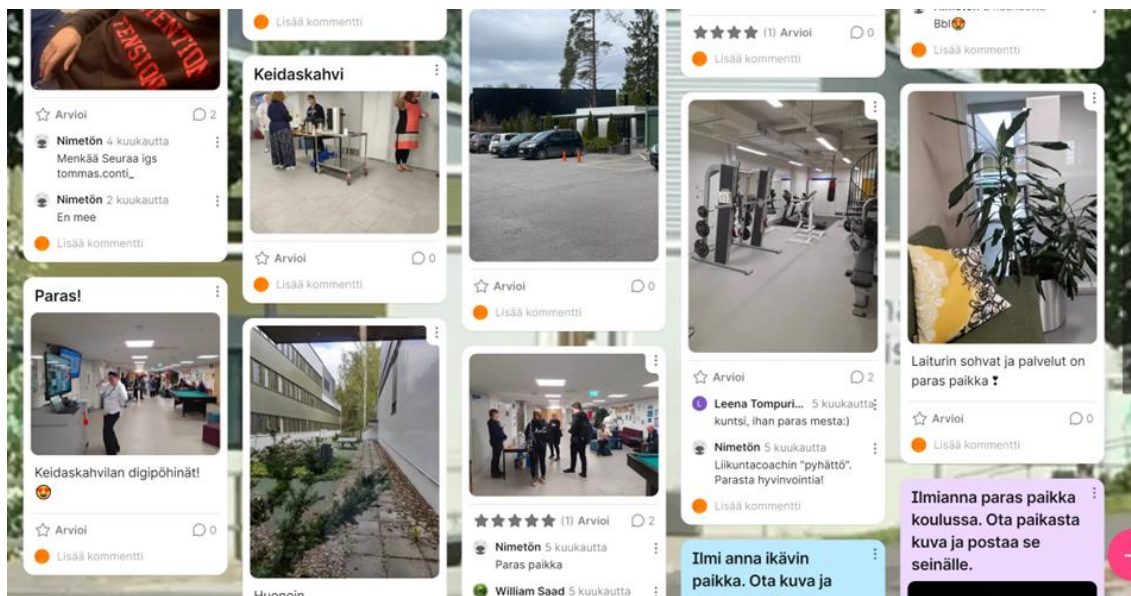 TENTION
TENSION
Arvioi
2
Nimetön 4 kuukautta
Menkää Seuraa igs
tommas.conti_
Nimetön 2 kuukautta
En mee
Lisää kommentti
Paras!
Keidaskahvilan digipöhinät!
🤩
Arvioi
0
Lisää kommentti
Lisää kommentti
Keidaskahvi
Arvioi
0
Lisää kommentti
Arvioi
0
Lisää kommentti
(1) Arvioi
2
Nimetön 5 kuukautta
Paras paikka
William Saad 5 kuukautta
(1) Arvioi
0
Lisää kommentti
Arvioi
2
L
Leena Tompuri... 5 kuukautta
kuntsi, ihan paras mesta:)
Nimetön 5 kuukautta
Liikuntacoachin "pyhättö".
Parasta hyvinvointia!
Lisää kommentti
Ilmi anna ikävin
paikka. Ota kuva ja
Bbl🤩
Lisää kommentti
Laiturin sohvat ja palvelut on
paras paikka ❣
Arvioi
0
Lisää kommentti
Ilmianna paras paikka
koulussa. Ota paikasta
kuva ja postaa se
seinälle.